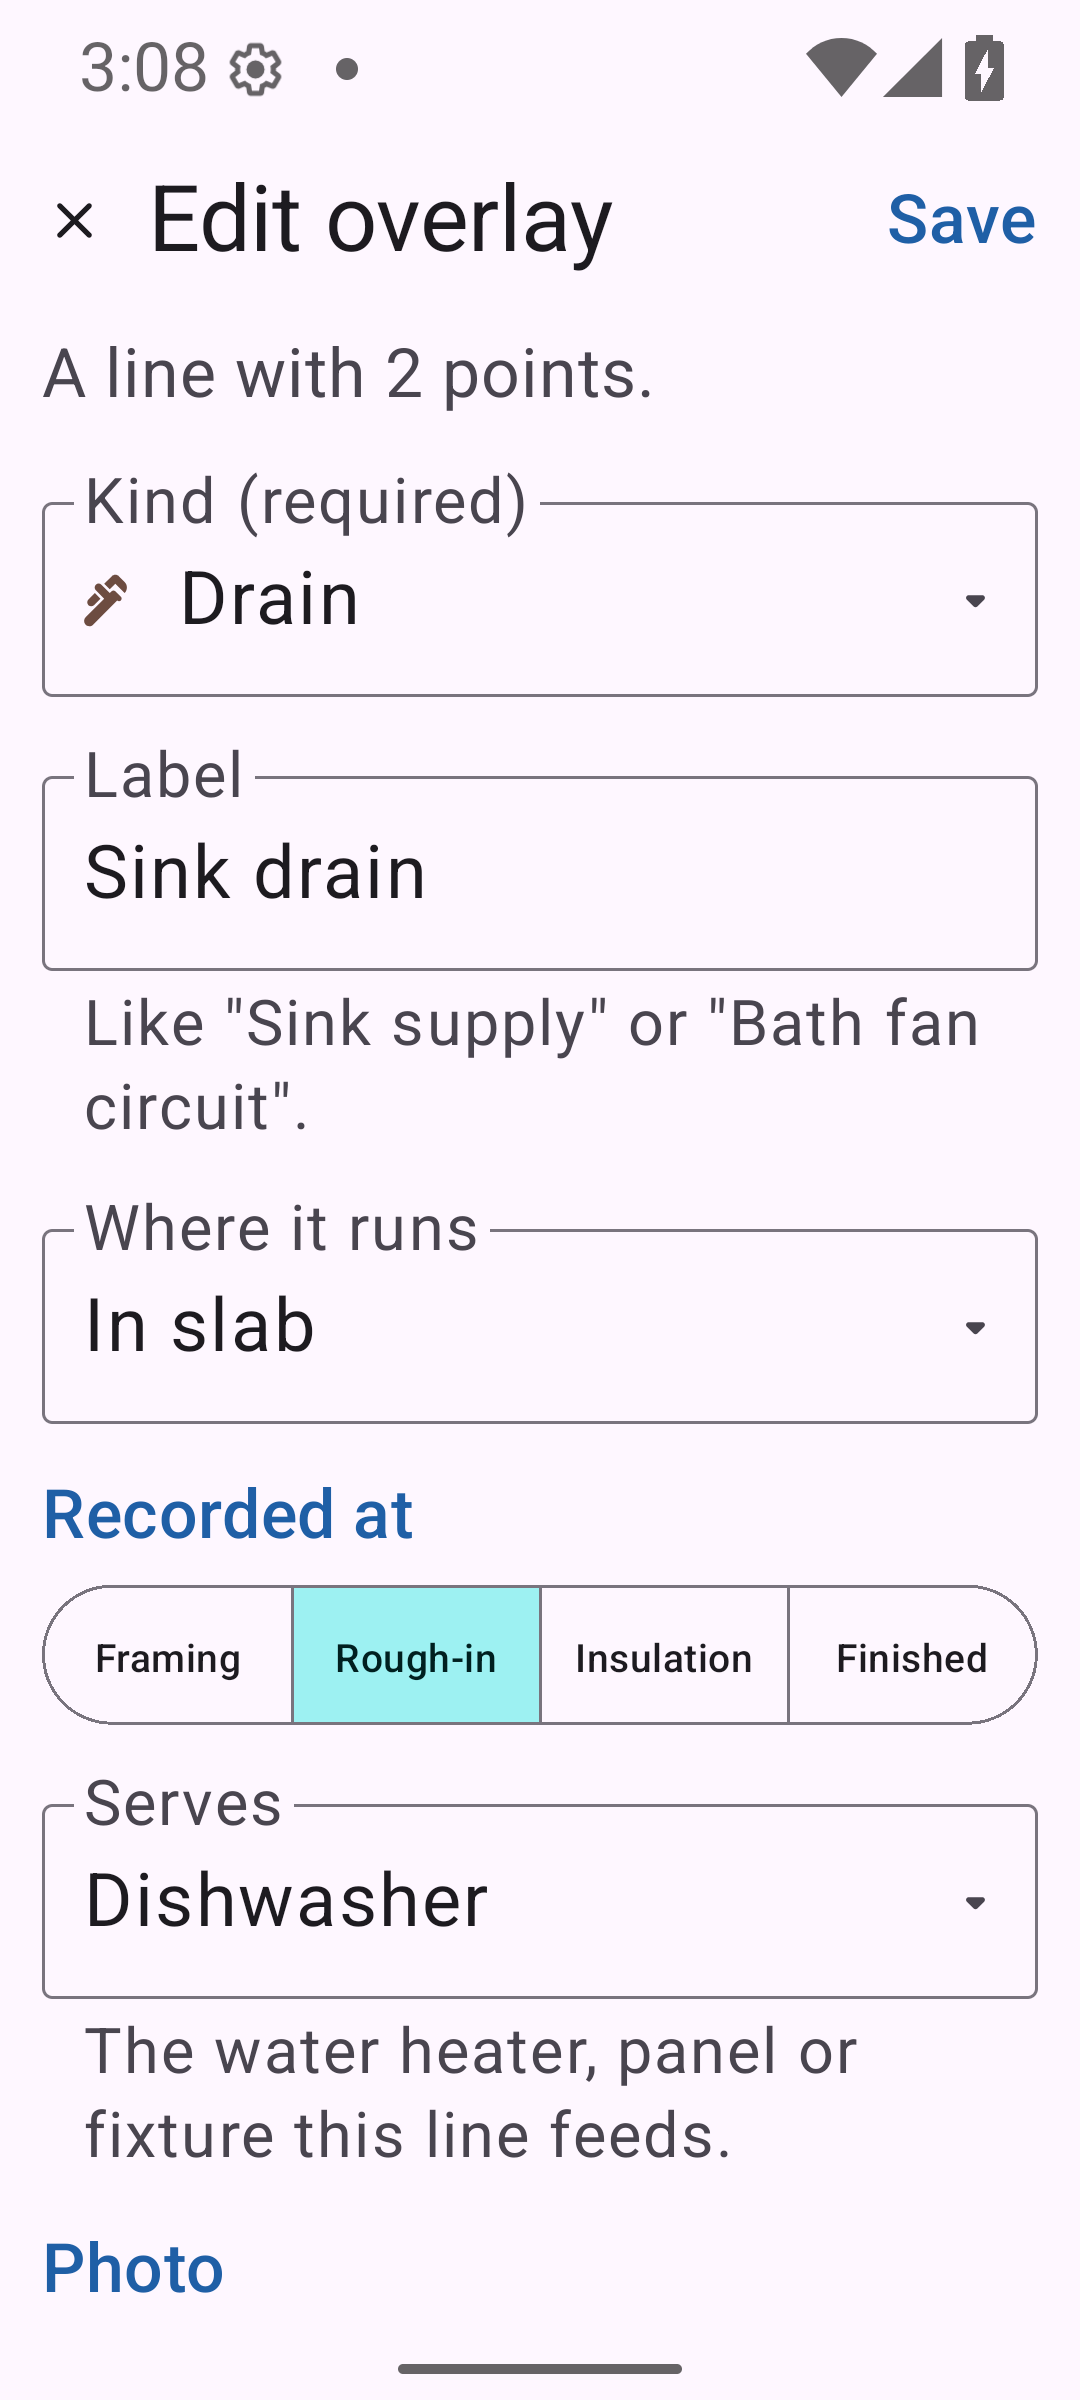 3:08
Edit overlay
Save
A line with 2 points.
Kind (required)
Drain
Label
Sink drain
Like "Sink supply" or "Bath fan
circuit".
Where it runs
In slab
Recorded at
Framing
Rough-in
Insulation
Finished
Serves
Dishwasher
The water heater, panel or
fixture this line feeds.
Photo